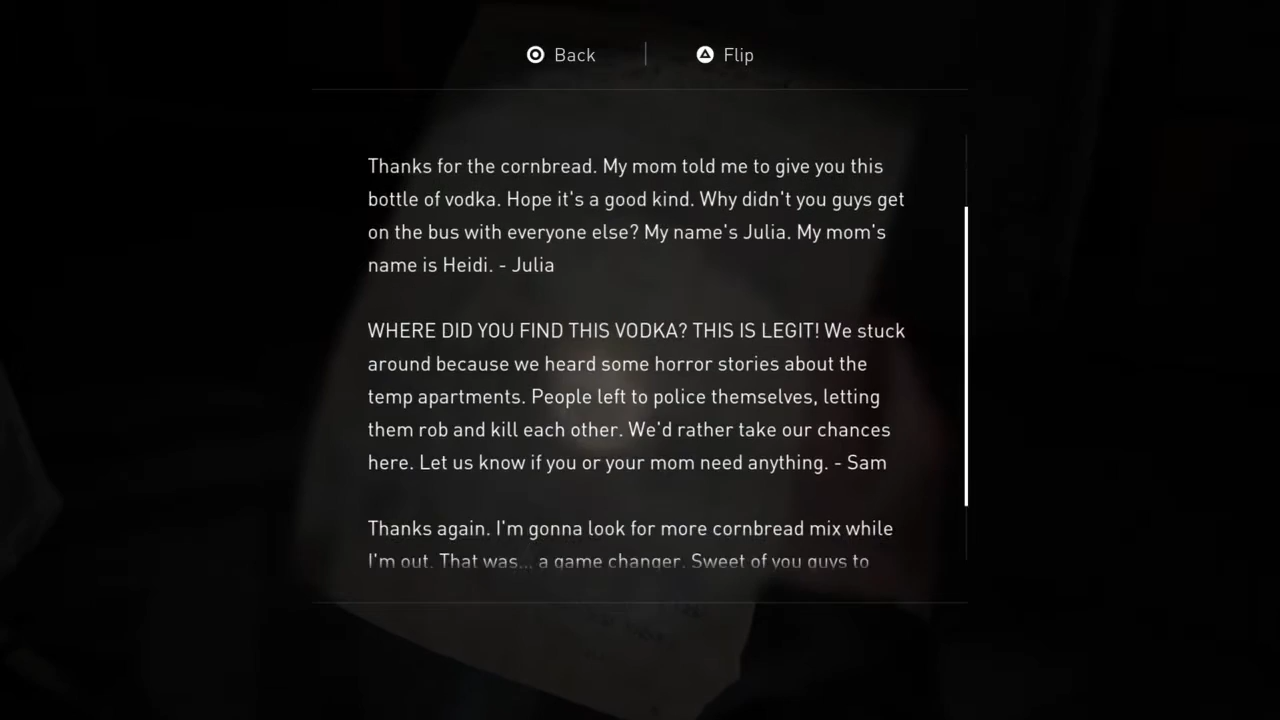 Back | Flip
Thanks for the cornbread. My mom told me to give you this
bottle of vodka. Hope it's a good kind. Why didn't you guys get
on the bus with everyone else? My name's Julia. My mom's
name is Heidi. - Julia
WHERE DID YOU FIND THIS VODKA? THIS IS LEGIT! We stuck
around because we heard some horror stories about the
temp apartments. People left to police themselves, letting
them rob and kill each other. We'd rather take our chances
here. Let us know if you or your mom need anything. - Sam
Thanks again. I'm gonna look for more cornbread mix while
I'm out. That was... a game changer. Sweet of you guys to